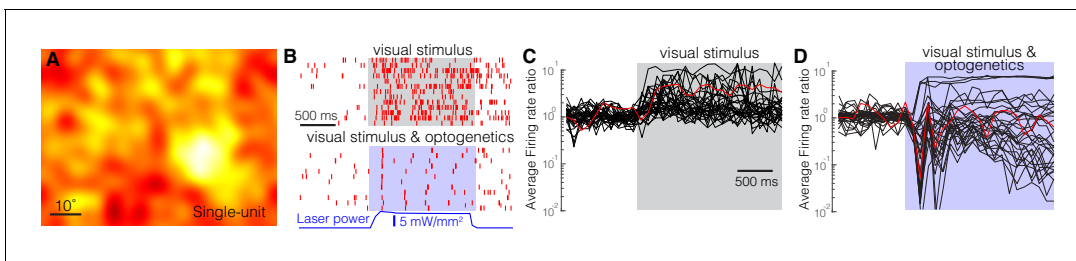 A
10°
Single-unit
B
visual stimulus
500 ms
visual stimulus & optogenetics
Laser power
5 mW/mm²
C
visual stimulus
Average Firing rate ratio
10¹
10⁰
10⁻¹
10⁻²
500 ms
D
visual stimulus &
optogenetics
Average Firing rate ratio
10¹
10⁰
10⁻¹
10⁻²